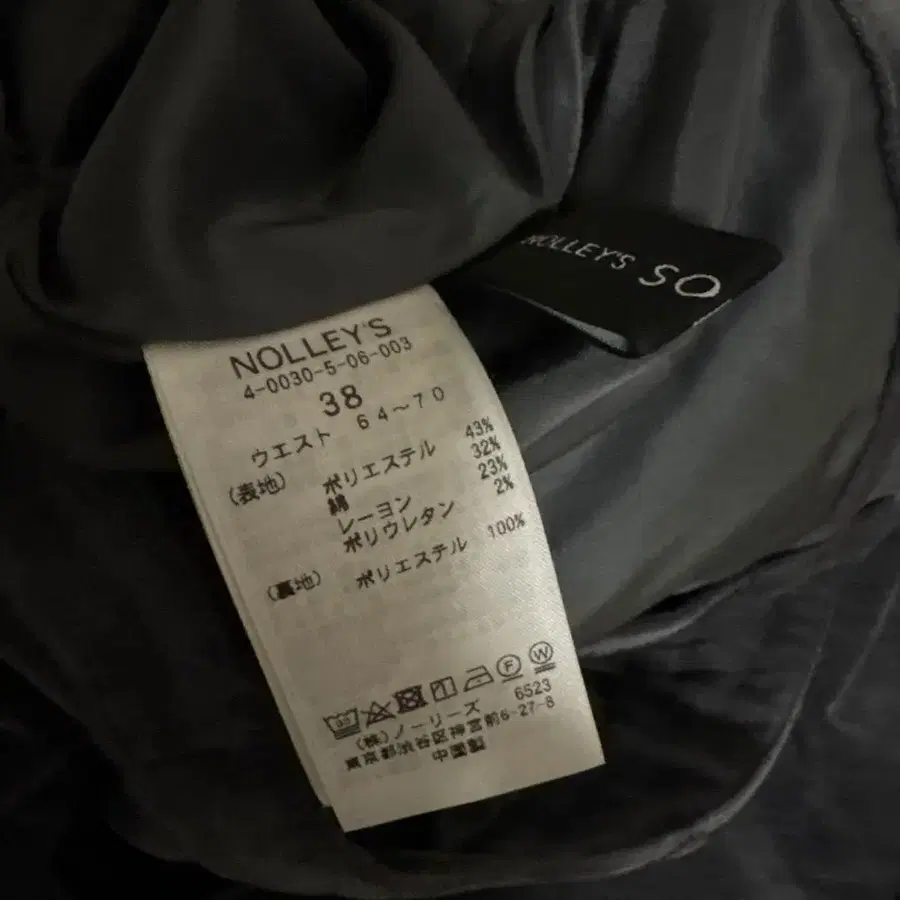 NOLLEY'S SO
NOLLEY'S
4-0030-5-06-003
38
ウエスト 64〜70
(表地) ポリエステル 43%
綿 32%
レーヨン 23%
ポリウレタン 2%
(裏地) ポリエステル 100%
30 F W
(株)ノーリーズ 6523
東京都渋谷区神宮前6-27-8
中国製